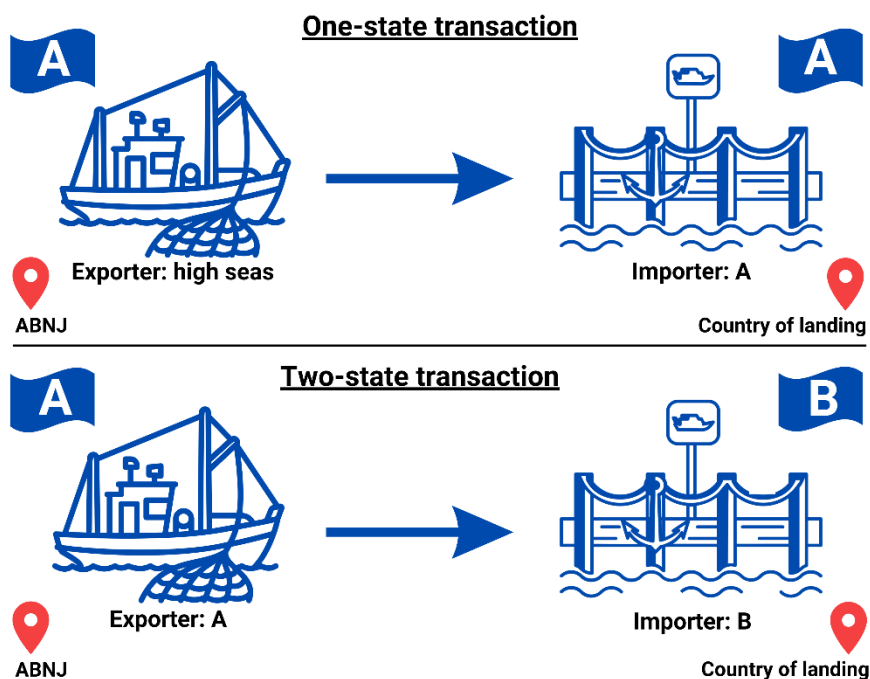 One-state transaction
A
A
Exporter: high seas
Importer: A
ABNJ
Country of landing
Two-state transaction
A
B
Exporter: A
Importer: B
ABNJ
Country of landing